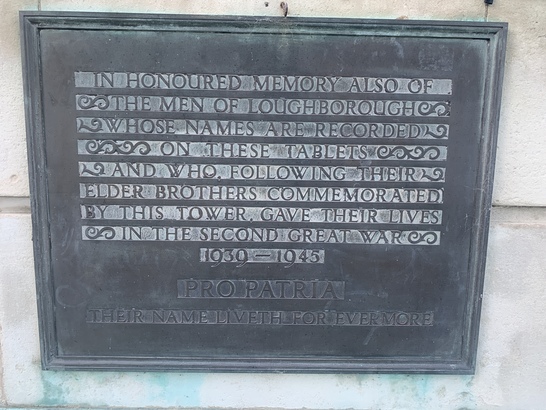 IN HONOURED MEMORY ALSO OF
THE MEN OF LOUGHBOROUGH
WHOSE NAMES ARE RECORDED
ON THESE TABLETS
AND WHO, FOLLOWING THEIR
ELDER BROTHERS COMMEMORATED
BY THIS TOWER, GAVE THEIR LIVES
IN THE SECOND GREAT WAR
1939 — 1945
PRO PATRIA
THEIR NAME LIVETH FOR EVERMORE